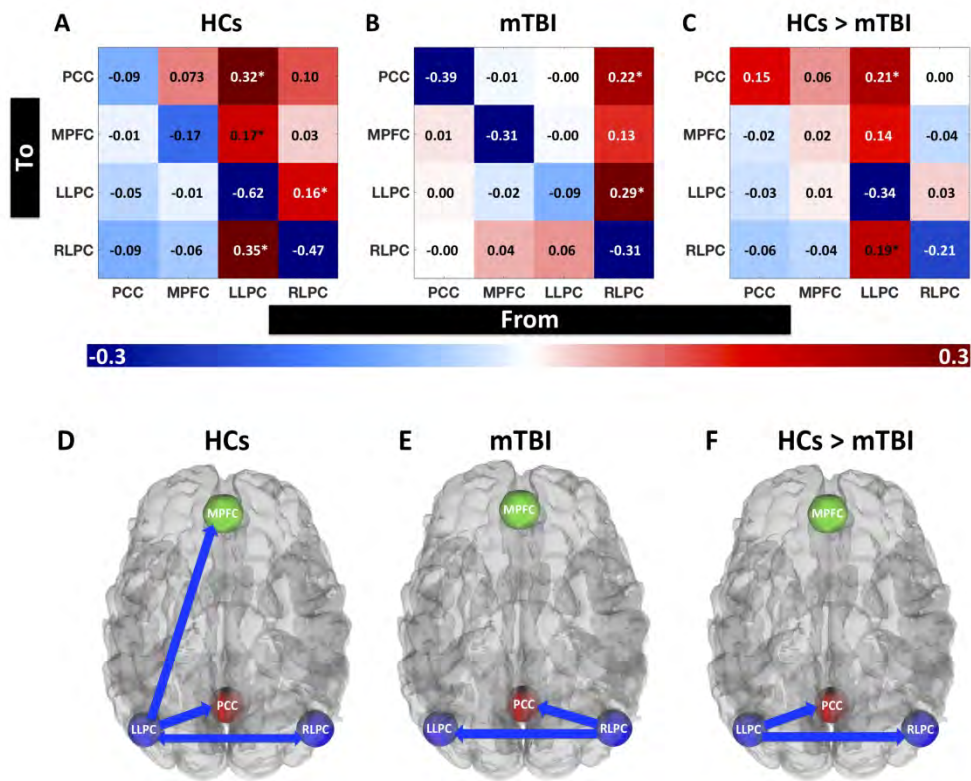 A HCs B mTBI C HCs > mTBI
PCC -0.09 0.073 0.32* 0.10 PCC -0.39 -0.01 -0.00 0.22* PCC 0.15 0.06 0.21* 0.00
MPFC -0.01 -0.17 0.17* 0.03 MPFC 0.01 -0.31 -0.00 0.13 MPFC -0.02 0.02 0.14 -0.04
To
LLPC -0.05 -0.01 -0.62 0.16* LLPC 0.00 -0.02 -0.09 0.29* LLPC -0.03 0.01 -0.34 0.03
RLPC -0.09 -0.06 0.35* -0.47 RLPC -0.00 0.04 0.06 -0.31 RLPC -0.06 -0.04 0.19* -0.21
PCC MPFC LLPC RLPC PCC MPFC LLPC RLPC PCC MPFC LLPC RLPC
From
-0.3 0.3
D HCs E mTBI F HCs > mTBI
MPFC MPFC MPFC
PCC PCC PCC
LLPC RLPC LLPC RLPC LLPC RLPC